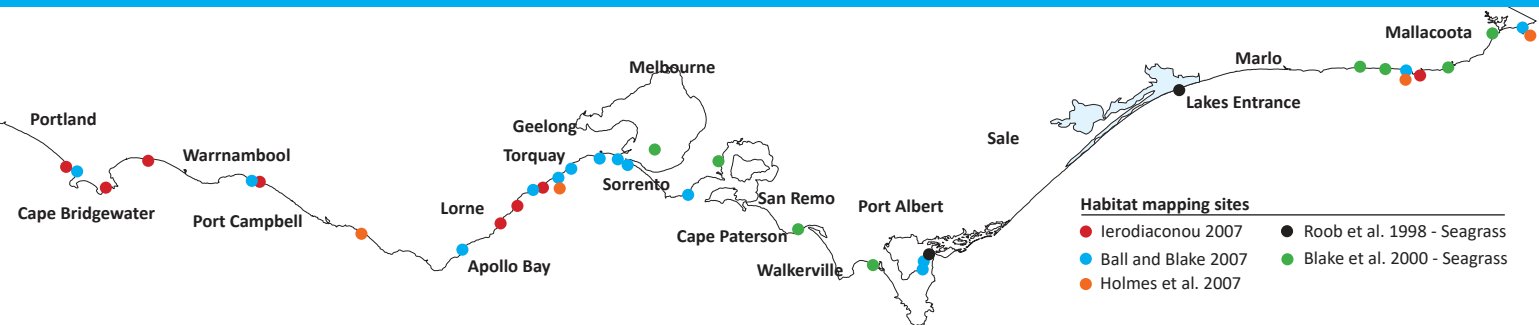 Portland
Cape Bridgewater
Warrnambool
Port Campbell
Lorne
Apollo Bay
Torquay
Geelong
Melbourne
Sorrento
San Remo
Cape Paterson
Walkerville
Port Albert
Sale
Lakes Entrance
Marlo
Mallacoota
Habitat mapping sites
Ierodiaconou 2007
Ball and Blake 2007
Holmes et al. 2007
Roob et al. 1998 - Seagrass
Blake et al. 2000 - Seagrass